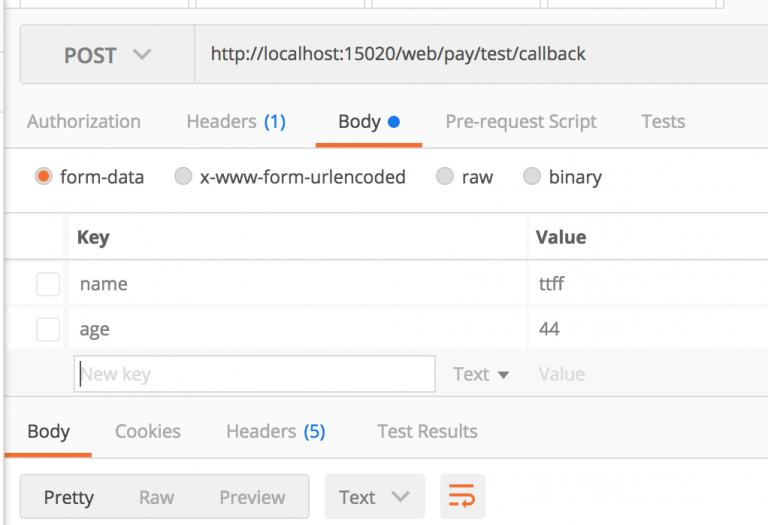 POST http://localhost:15020/web/pay/test/callback
Authorization Headers (1) Body Pre-request Script Tests
form-data x-www-form-urlencoded raw binary
Key Value
name ttff
age 44
New key Text Value
Body Cookies Headers (5) Test Results
Pretty Raw Preview Text